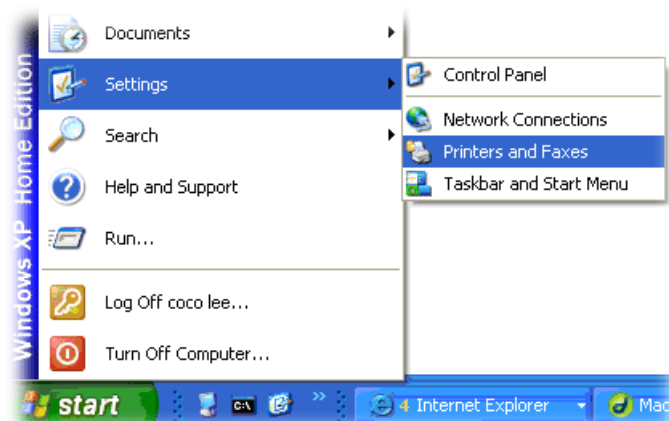 Windows XP Home Edition
Documents
Settings
Search
Help and Support
Run...
Log Off coco lee...
Turn Off Computer...
Control Panel
Network Connections
Printers and Faxes
Taskbar and Start Menu
start
C:\
4 Internet Explorer
Mac